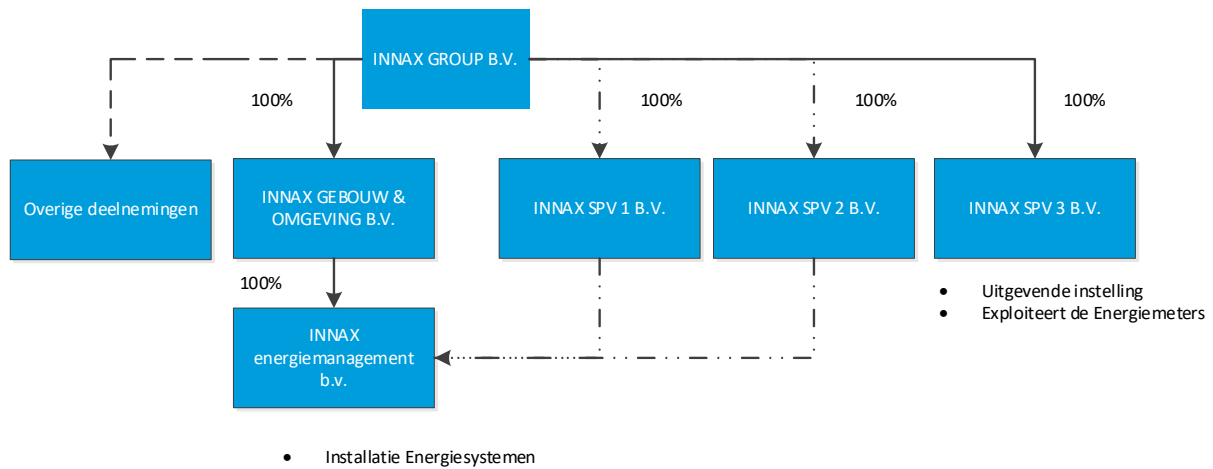 INNAX GROUP B.V.
100%
100%
100%
100%
Overige deelnemingen
INNAX GEBOUW &
OMGEVING B.V.
INNAX SPV 1 B.V.
INNAX SPV 2 B.V.
INNAX SPV 3 B.V.
100%
• Uitgevende instelling
• Exploiteert de Energiemeters
INNAX
energiemanagement
b.v.
• Installatie Energiesystemen